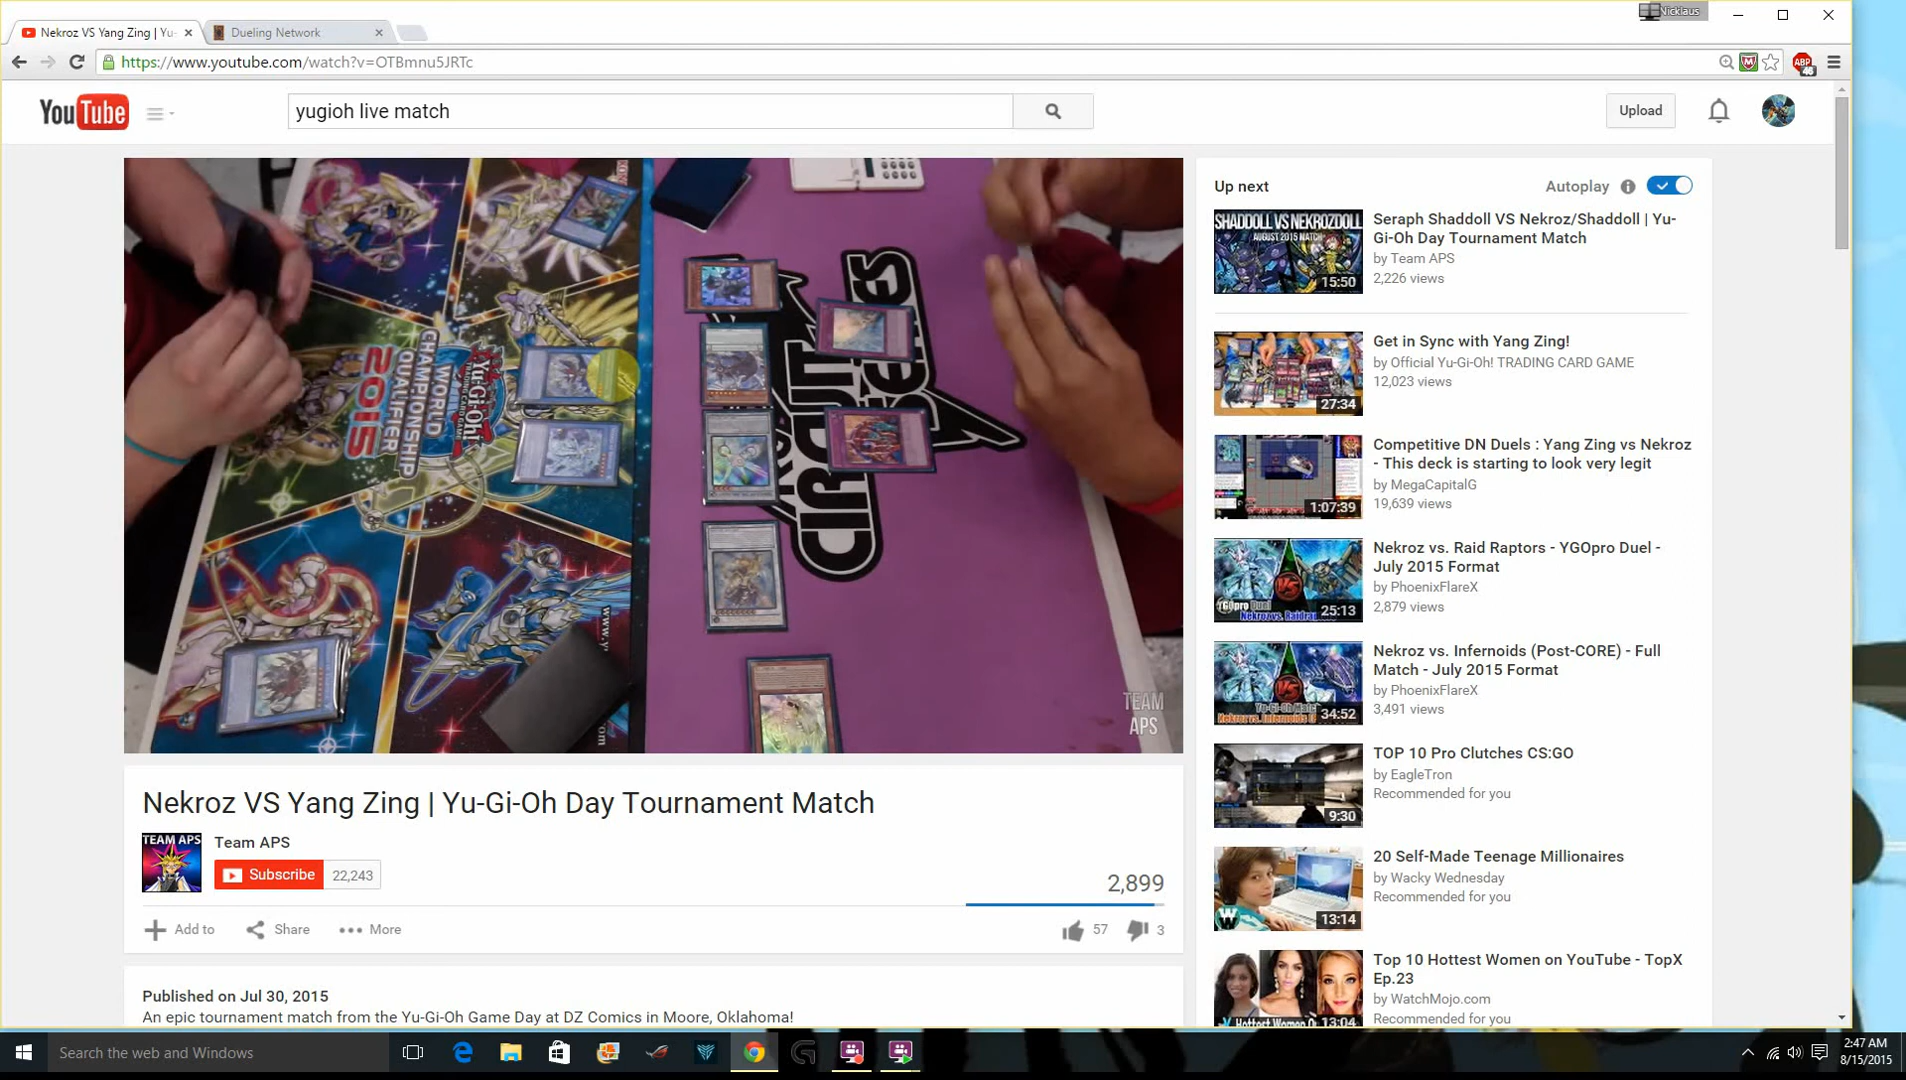 Nicklaus
Nekroz VS Yang Zing | Yu-
Dueling Network
https://www.youtube.com/watch?v=OTBmnu5JRTc
ABP
46
YouTube
yugioh live match
Upload
Yu-Gi-Oh!
WORLD
CHAMPIONSHIP
QUALIFIER
2015
CIRCUIT
TEAM
APS
Up next
Autoplay
SHADDOLL VS NEKROZDOLL
AUGUST 2015 MATCH
15:50
Seraph Shaddoll VS Nekroz/Shaddoll | Yu-
Gi-Oh Day Tournament Match
by Team APS
2,226 views
27:34
Get in Sync with Yang Zing!
by Official Yu-Gi-Oh! TRADING CARD GAME
12,023 views
1:07:39
Competitive DN Duels : Yang Zing vs Nekroz
- This deck is starting to look very legit
by MegaCapitalG
19,639 views
VS
YGOpro Duel
25:13
Nekroz vs. Raid Raptors - YGOpro Duel -
July 2015 Format
by PhoenixFlareX
2,879 views
VS
34:52
Nekroz vs. Infernoids (Post-CORE) - Full
Match - July 2015 Format
by PhoenixFlareX
3,491 views
9:30
TOP 10 Pro Clutches CS:GO
by EagleTron
Recommended for you
W
13:14
20 Self-Made Teenage Millionaires
by Wacky Wednesday
Recommended for you
13:04
Top 10 Hottest Women on YouTube - TopX
Ep.23
by WatchMojo.com
Recommended for you
Nekroz VS Yang Zing | Yu-Gi-Oh Day Tournament Match
TEAM APS
Team APS
Subscribe
22,243
2,899
Add to
Share
More
57
3
Published on Jul 30, 2015
An epic tournament match from the Yu-Gi-Oh Game Day at DZ Comics in Moore, Oklahoma!
Search the web and Windows
2:47 AM
8/15/2015